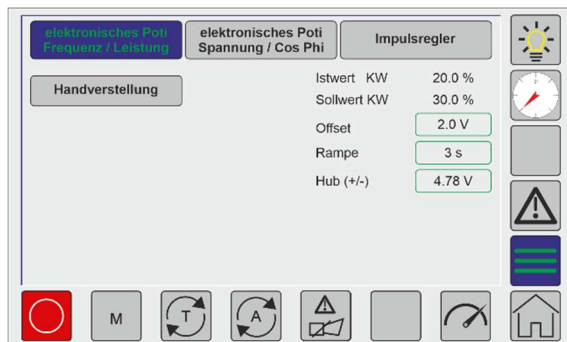 elektronisches Poti
Frequenz / Leistung
elektronisches Poti
Spannung / Cos Phi
Impulsregler
Handverstellung
Istwert KW 20.0 %
Sollwert KW 30.0 %
Offset 2.0 V
Rampe 3 s
Hub (+/-) 4.78 V
M
T
A